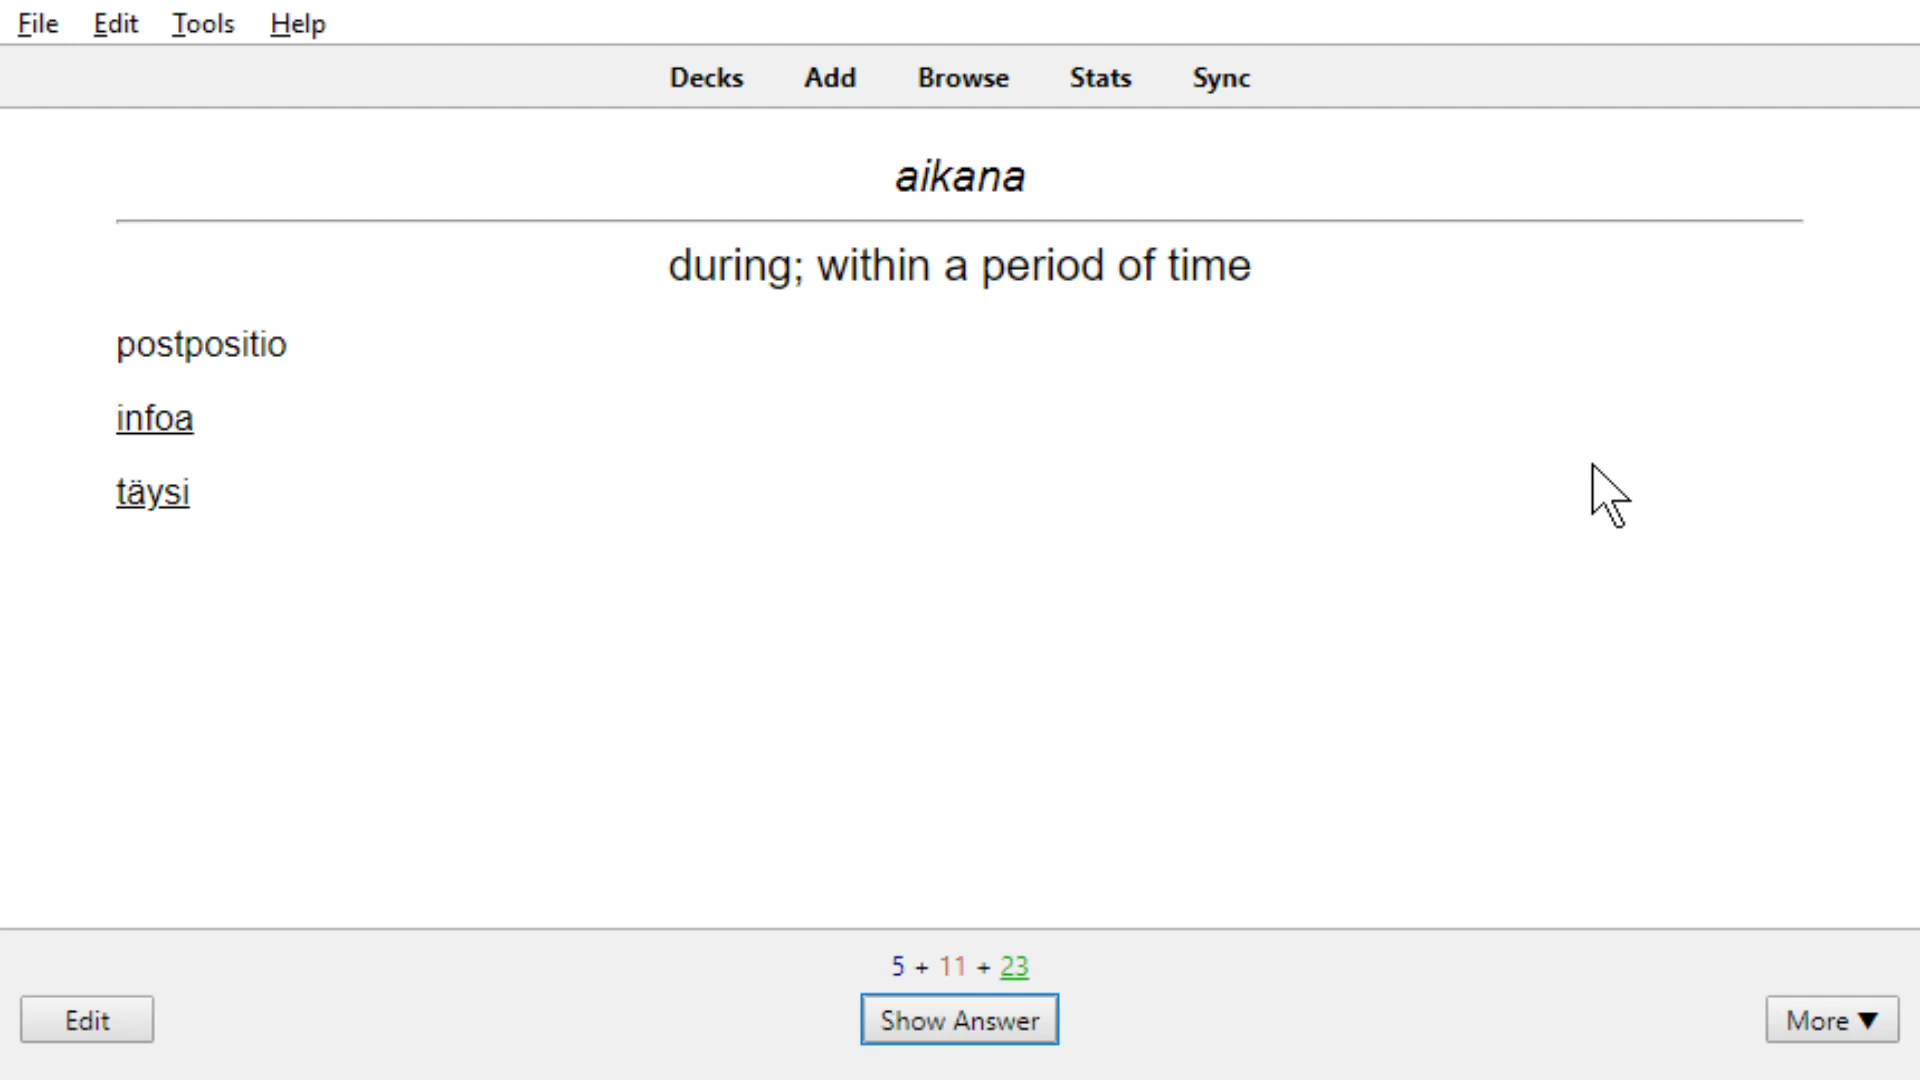 File Edit Tools Help
Decks Add Browse Stats Sync
aikana
during; within a period of time
postpositio
infoa
täysi
5 + 11 + 23
Edit Show Answer More ▼